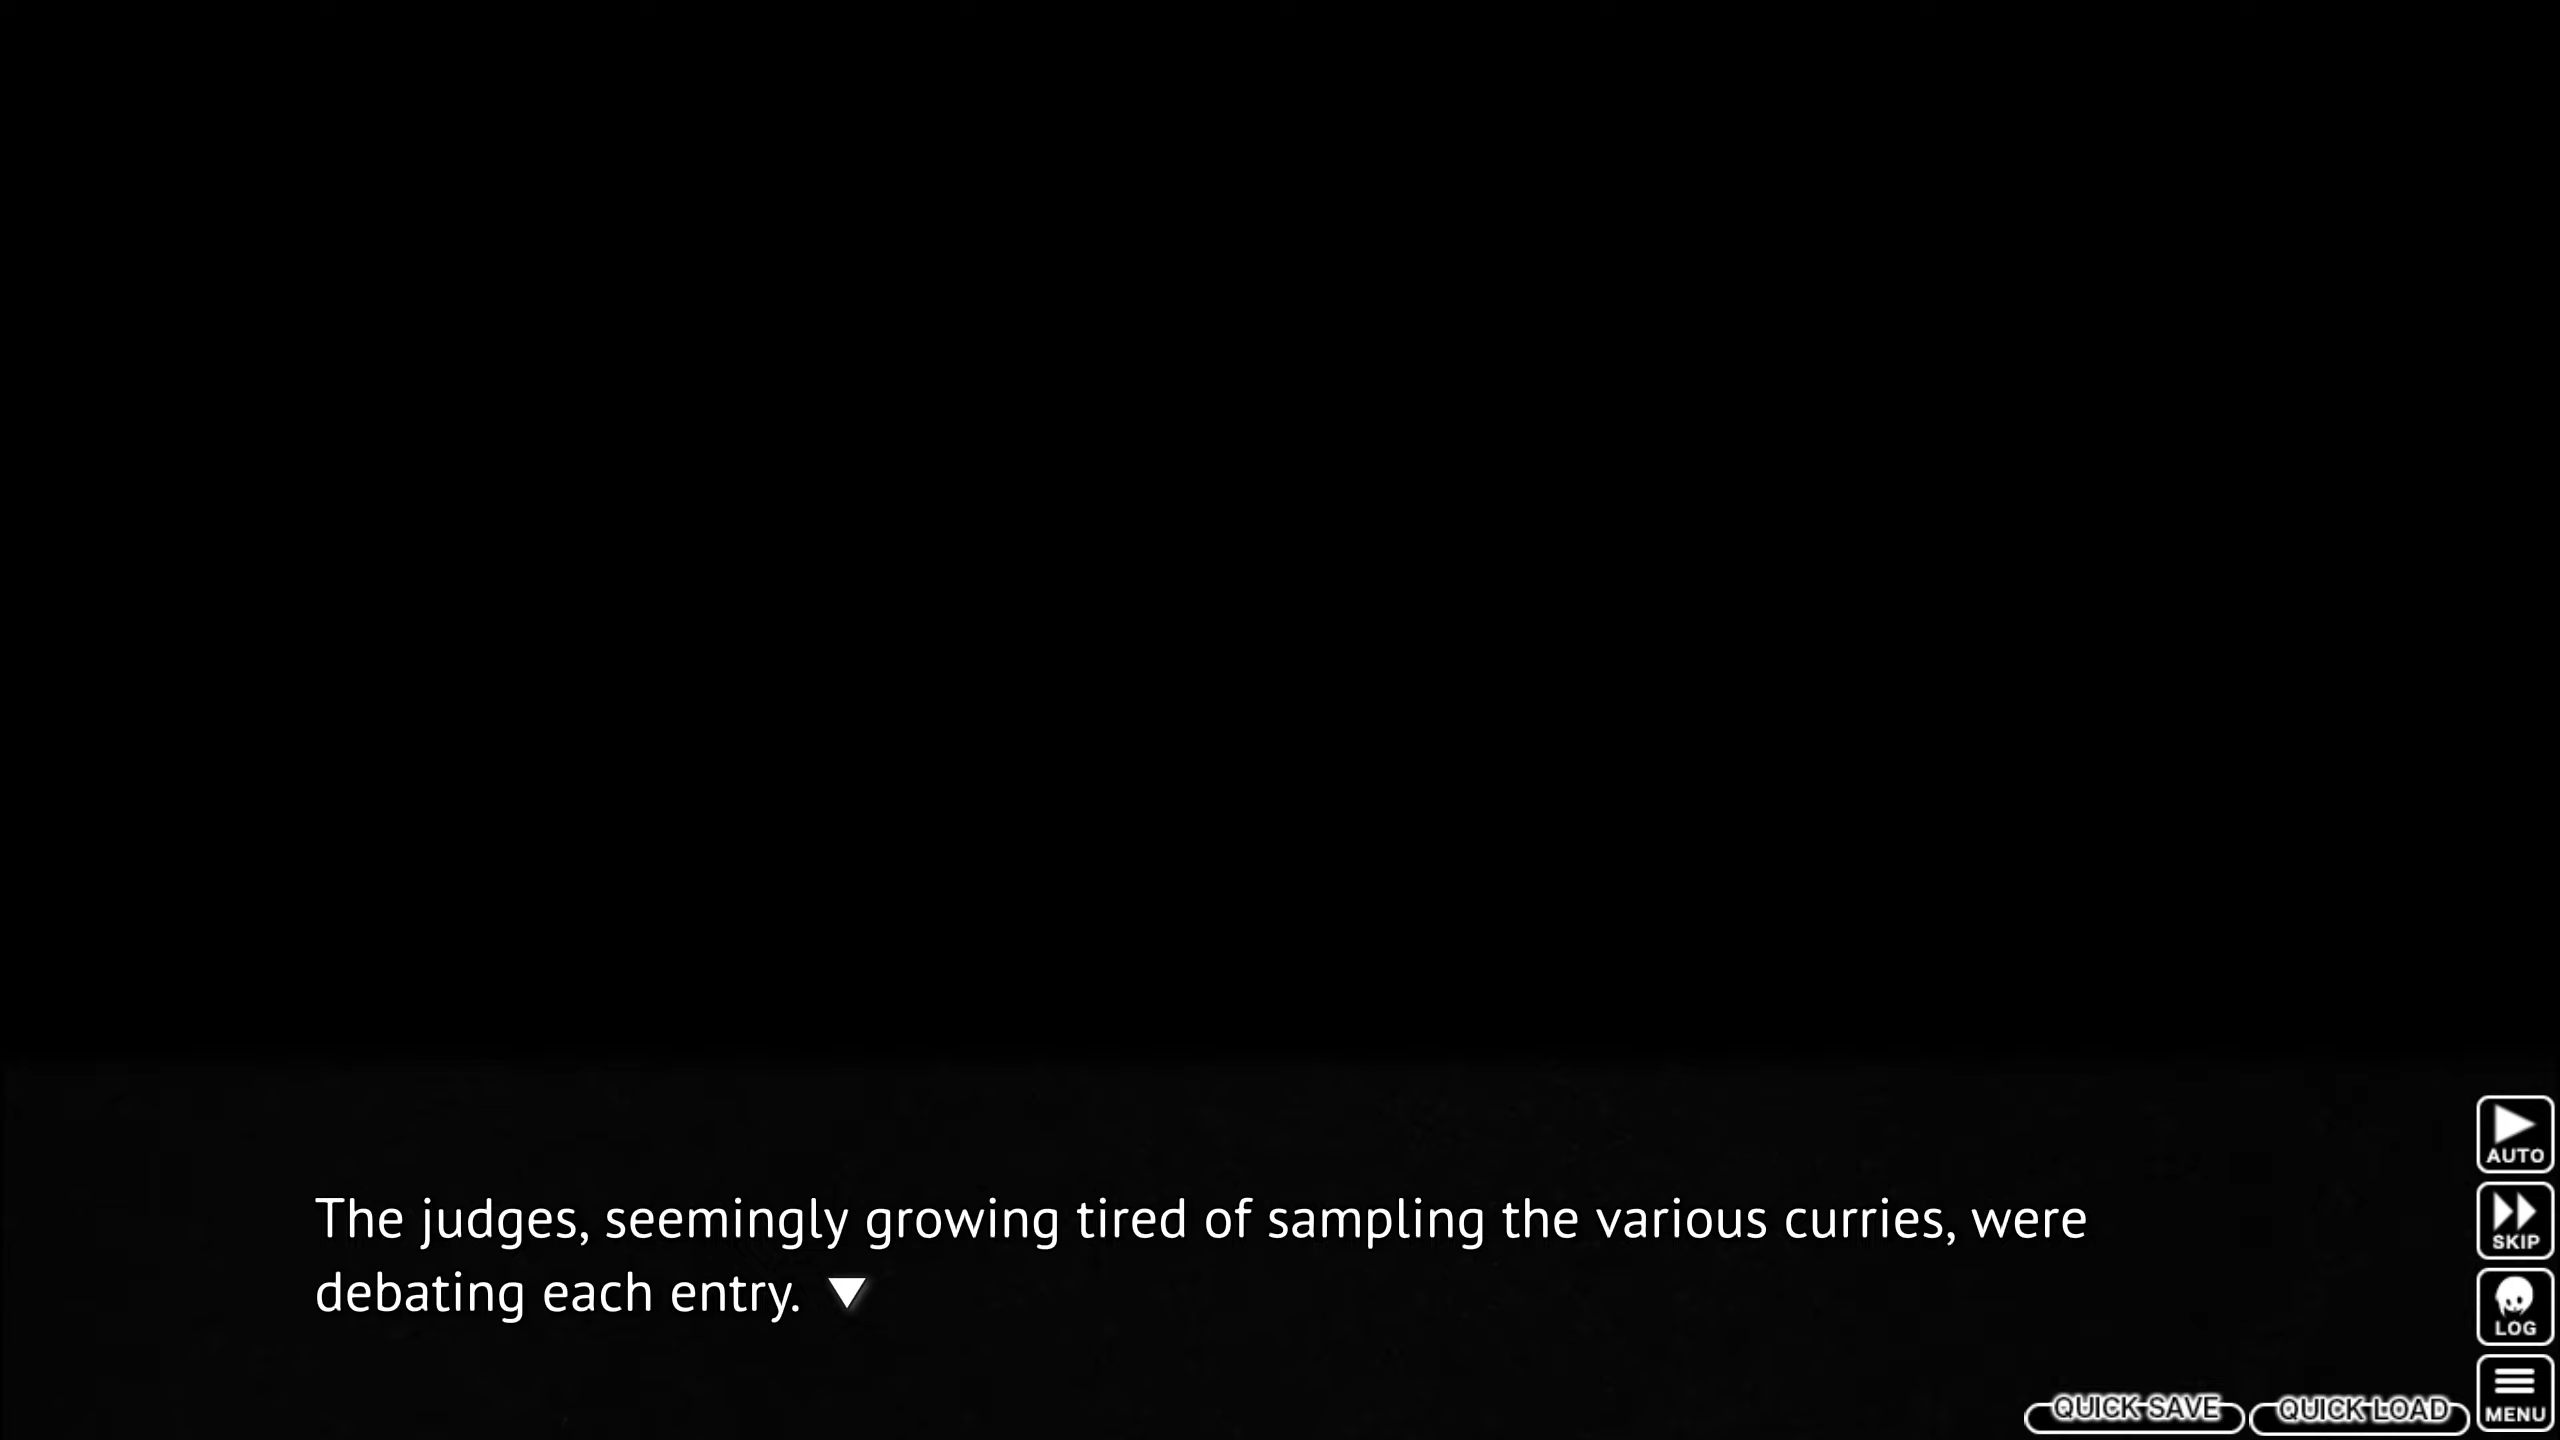 The judges, seemingly growing tired of sampling the various curries, were
debating each entry.
AUTO
SKIP
LOG
MENU
QUICK SAVE
QUICK LOAD